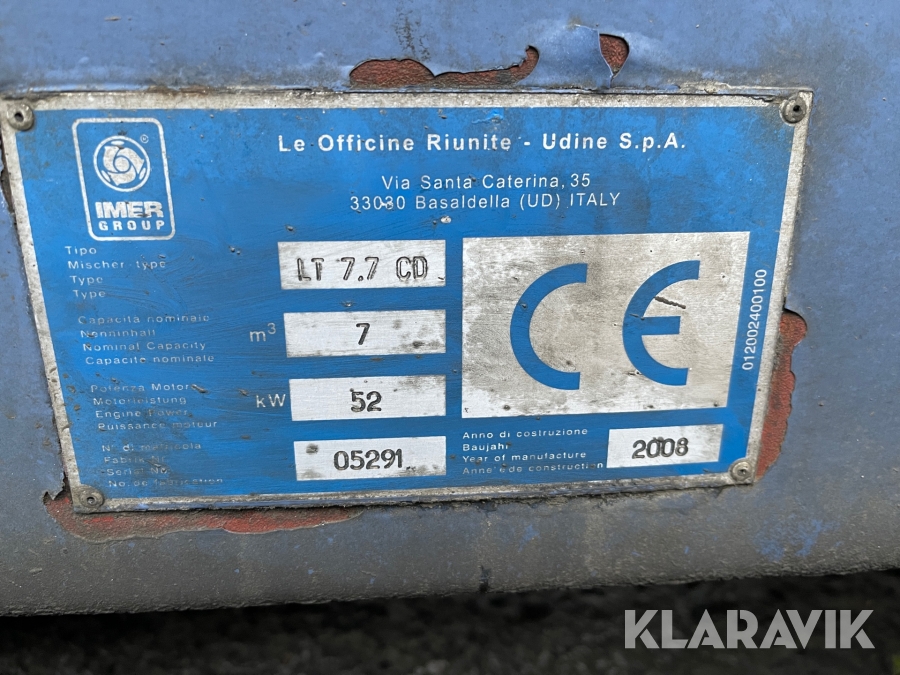 Le Officine Riunite - Udine S.p.A.
Via Santa Caterina, 35
33030 Basaldella (UD) ITALY
®
IMER
GROUP
Tipo
Mischer-type
Type
Type
LT 7.7 CD
Capacità nominale
Nenninhalt
Nominal Capacity
Capacité nominale
m³
7
Potenza Motore
Motorleistung
Engine Power
Puissance moteur
kW
52
N° di matricola
Fabrik Nr.
Serial No.
No. de fabrication
05291
CE
012002400100
Anno di costruzione
Baujahr
Year of manufacture
Année de construction
2008
KLARAVIK